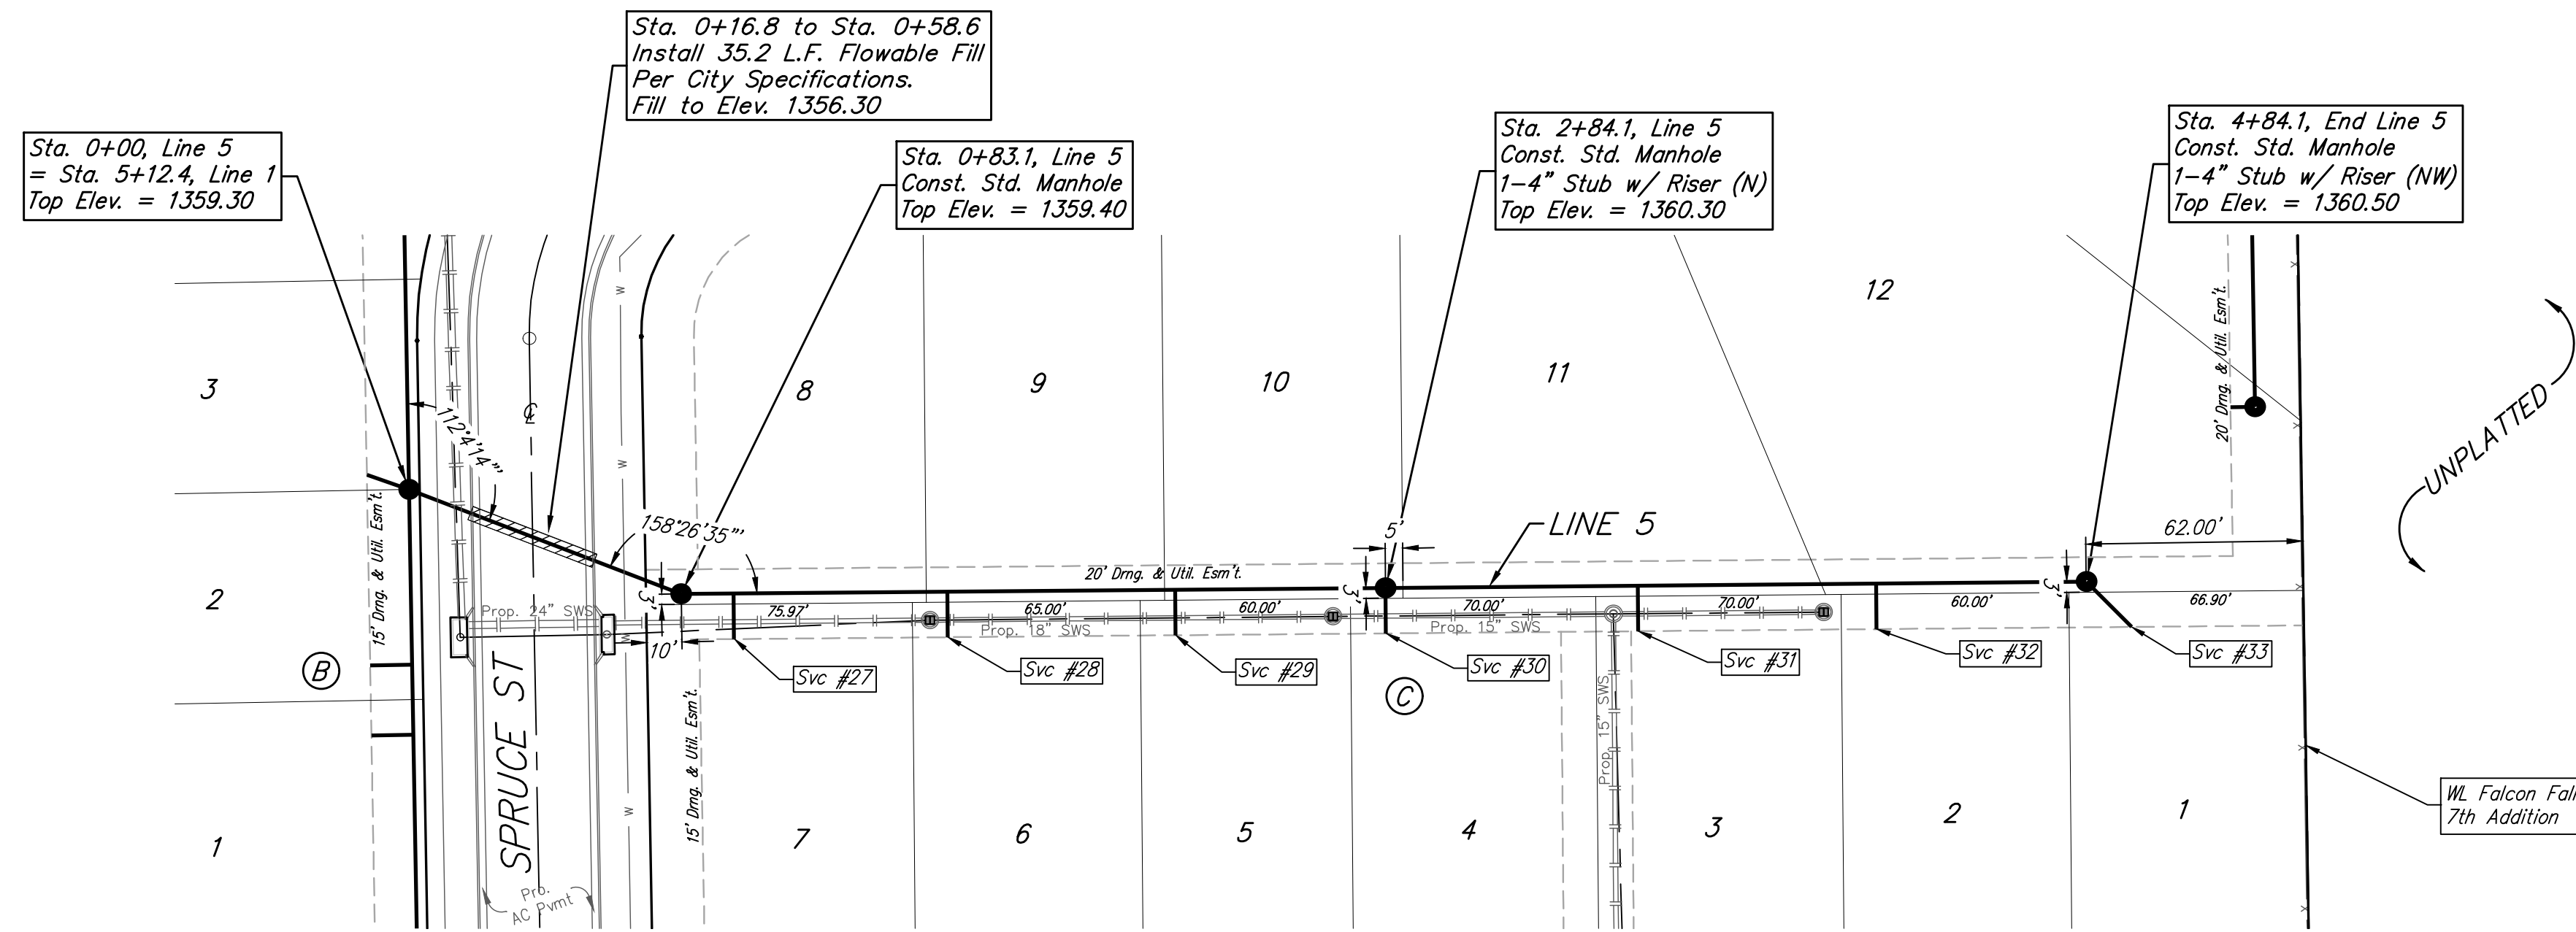 Sta. 0+16.8 to Sta. 0+58.6
Install 35.2 L.F. Flowable Fill
Per City Specifications.
Fill to Elev. 1356.30
Sta. 0+00, Line 5
= Sta. 5+12.4, Line 1
Top Elev. = 1359.30
Sta. 0+83.1, Line 5
Const. Std. Manhole
Top Elev. = 1359.40
Sta. 2+84.1, Line 5
Const. Std. Manhole
1-4" Stub w/ Riser (N)
Top Elev. = 1360.30
Sta. 4+84.1, End Line 5
Const. Std. Manhole
1-4" Stub w/ Riser (NW)
Top Elev. = 1360.50
3
8
9
10
11
12
20' Drng. & Util. Esm't.
UNPLATTED
112°4'14"
W
W
W
W
158°26'35"
5'
LINE 5
62.00'
15' Drng. & Util. Esm't.
2
3'
20' Drng. & Util. Esm't.
3'
3'
75.97'
65.00'
60.00'
70.00'
70.00'
60.00'
66.90'
Prop. 24" SWS
Prop. 18" SWS
Prop. 15" SWS
10'
B
Svc #27
Svc #28
Svc #29
Svc #30
Svc #31
Svc #32
Svc #33
C
Prop. 15" SWS
SPRUCE ST
15' Drng. & Util. Esm't.
1
7
6
5
4
3
2
1
WL Falcon Fal
7th Addition
Pro.
AC Pvmt